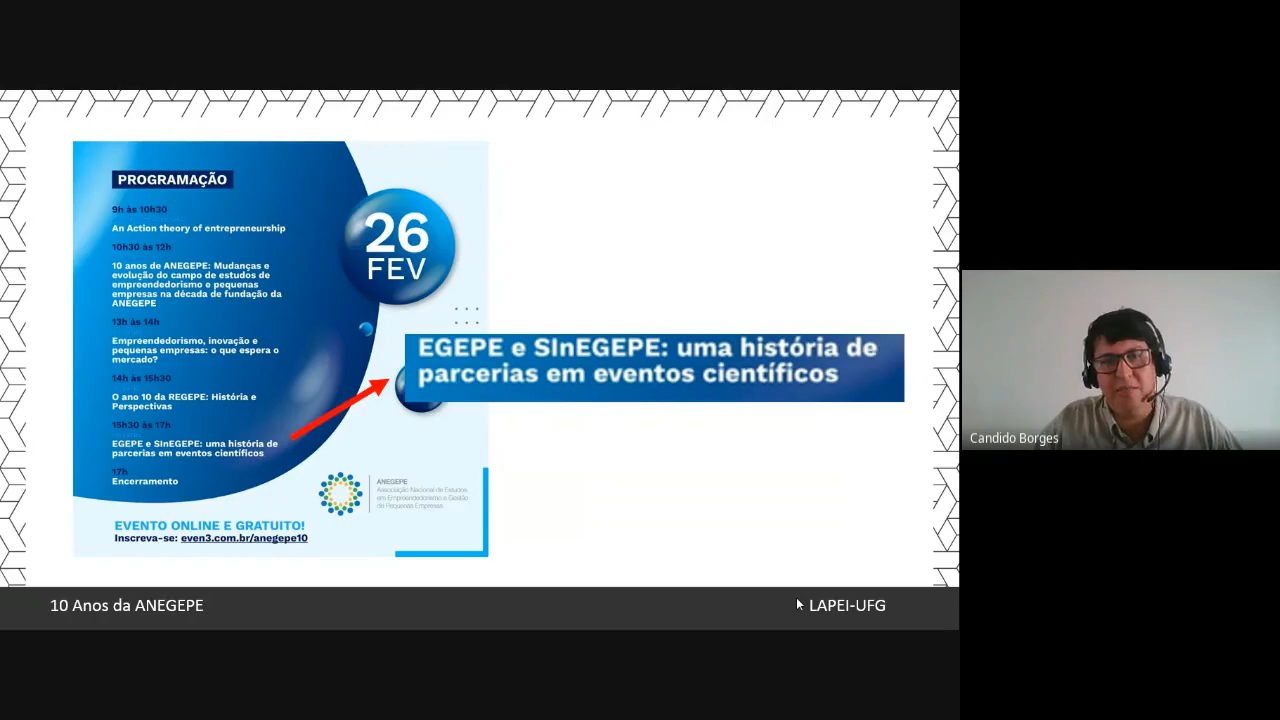 PROGRAMAÇÃO
9h às 10h30
An Action theory of entrepreneurship
10h30 às 12h
10 anos de ANEGEPE: Mudanças e
evolução do campo de estudos de
empreendedorismo e pequenas
empresas na década de fundação da
ANEGEPE
13h às 14h
Empreendedorismo, inovação e
pequenas empresas: o que espera o
mercado?
14h às 15h30
O ano 10 da REGEPE: História e
Perspectivas
15h30 às 17h
EGEPE e SInEGEPE: uma história de
parcerias em eventos científicos
17h
Encerramento
26
FEV
EGEPE e SInEGEPE: uma história de
parcerias em eventos científicos
ANEGEPE
Associação Nacional de Estudos
em Empreendedorismo e Gestão
de Pequenas Empresas
EVENTO ONLINE E GRATUITO!
Inscreva-se: even3.com.br/anegepe10
10 Anos da ANEGEPE
LAPEI-UFG
Candido Borges